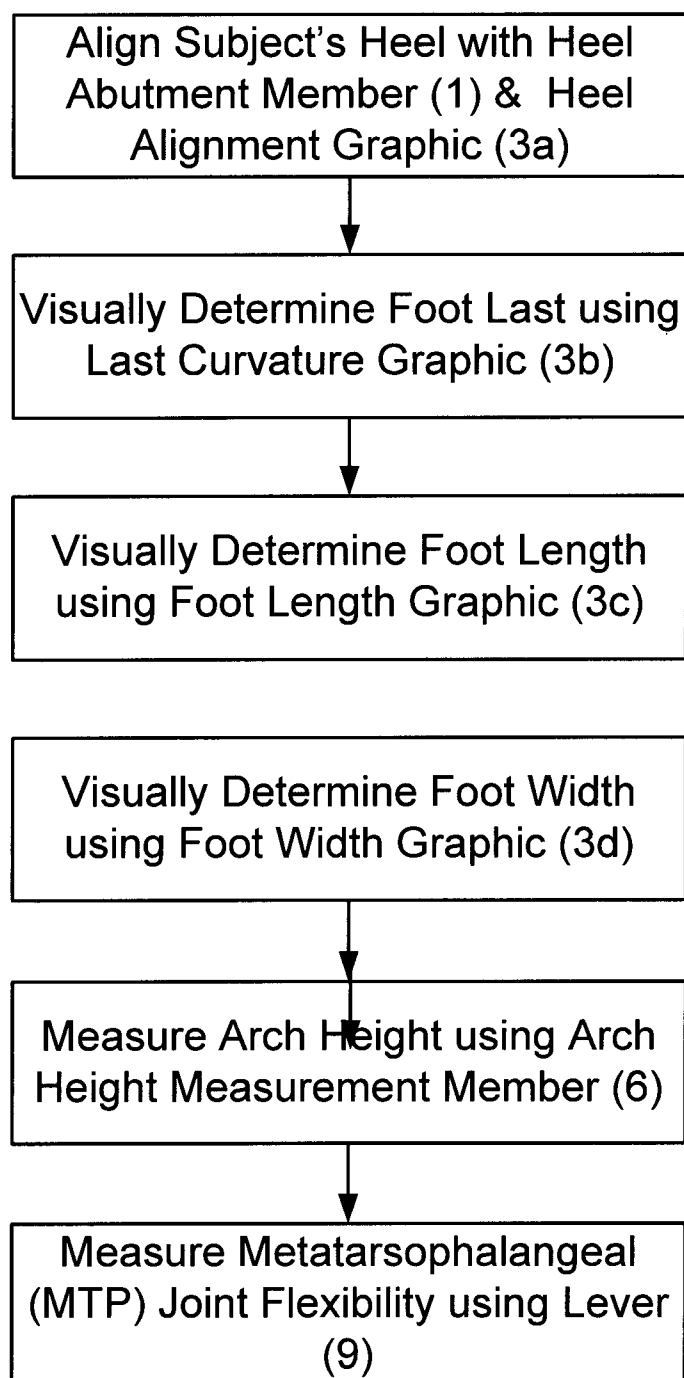 Align Subject's Heel with Heel
Abutment Member (1) & Heel
Alignment Graphic (3a)
Visually Determine Foot Last using
Last Curvature Graphic (3b)
Visually Determine Foot Length
using Foot Length Graphic (3c)
Visually Determine Foot Width
using Foot Width Graphic (3d)
Measure Arch Height using Arch
Height Measurement Member (6)
Measure Metatarsophalangeal
(MTP) Joint Flexibility using Lever
(9)